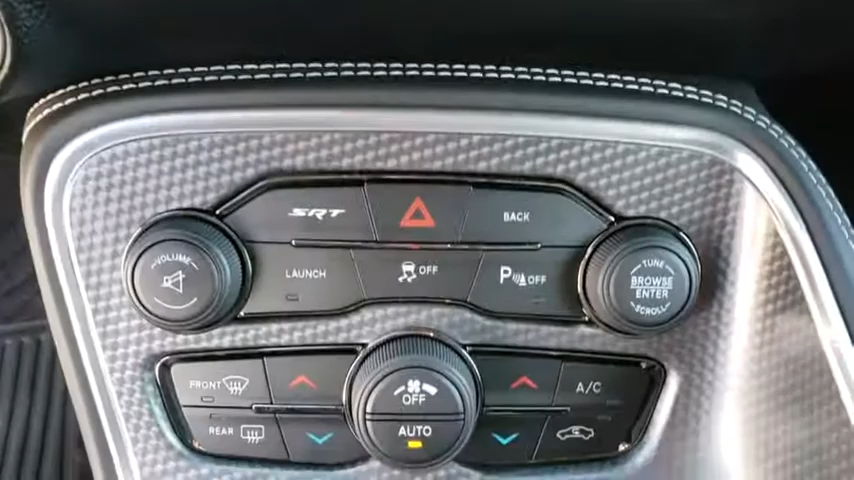 SRT
BACK
VOLUME
LAUNCH
OFF
P OFF
TUNE
BROWSE
ENTER
SCROLL
FRONT
OFF
A/C
REAR
AUTO